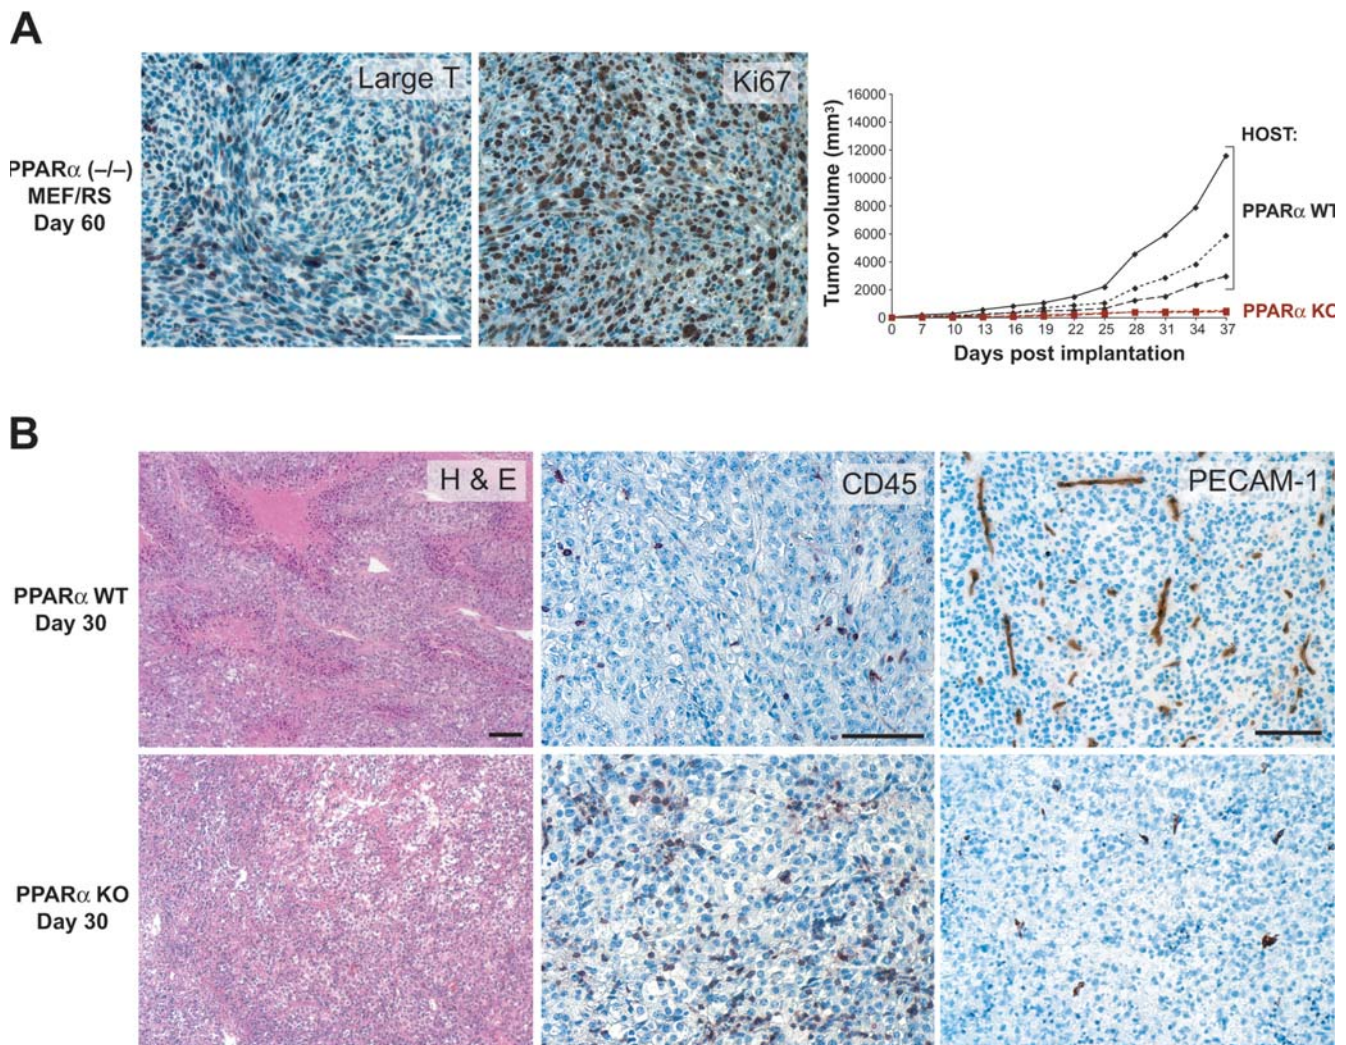 A
PPARα (–/–)
MEF/RS
Day 60
Large T
Ki67
Tumor volume (mm³)
16000
14000
12000
10000
8000
6000
4000
2000
0
0 7 10 13 16 19 22 25 28 31 34 37
Days post implantation
HOST:
PPARα WT
PPARα KO
B
PPARα WT
Day 30
H & E
CD45
PECAM-1
PPARα KO
Day 30